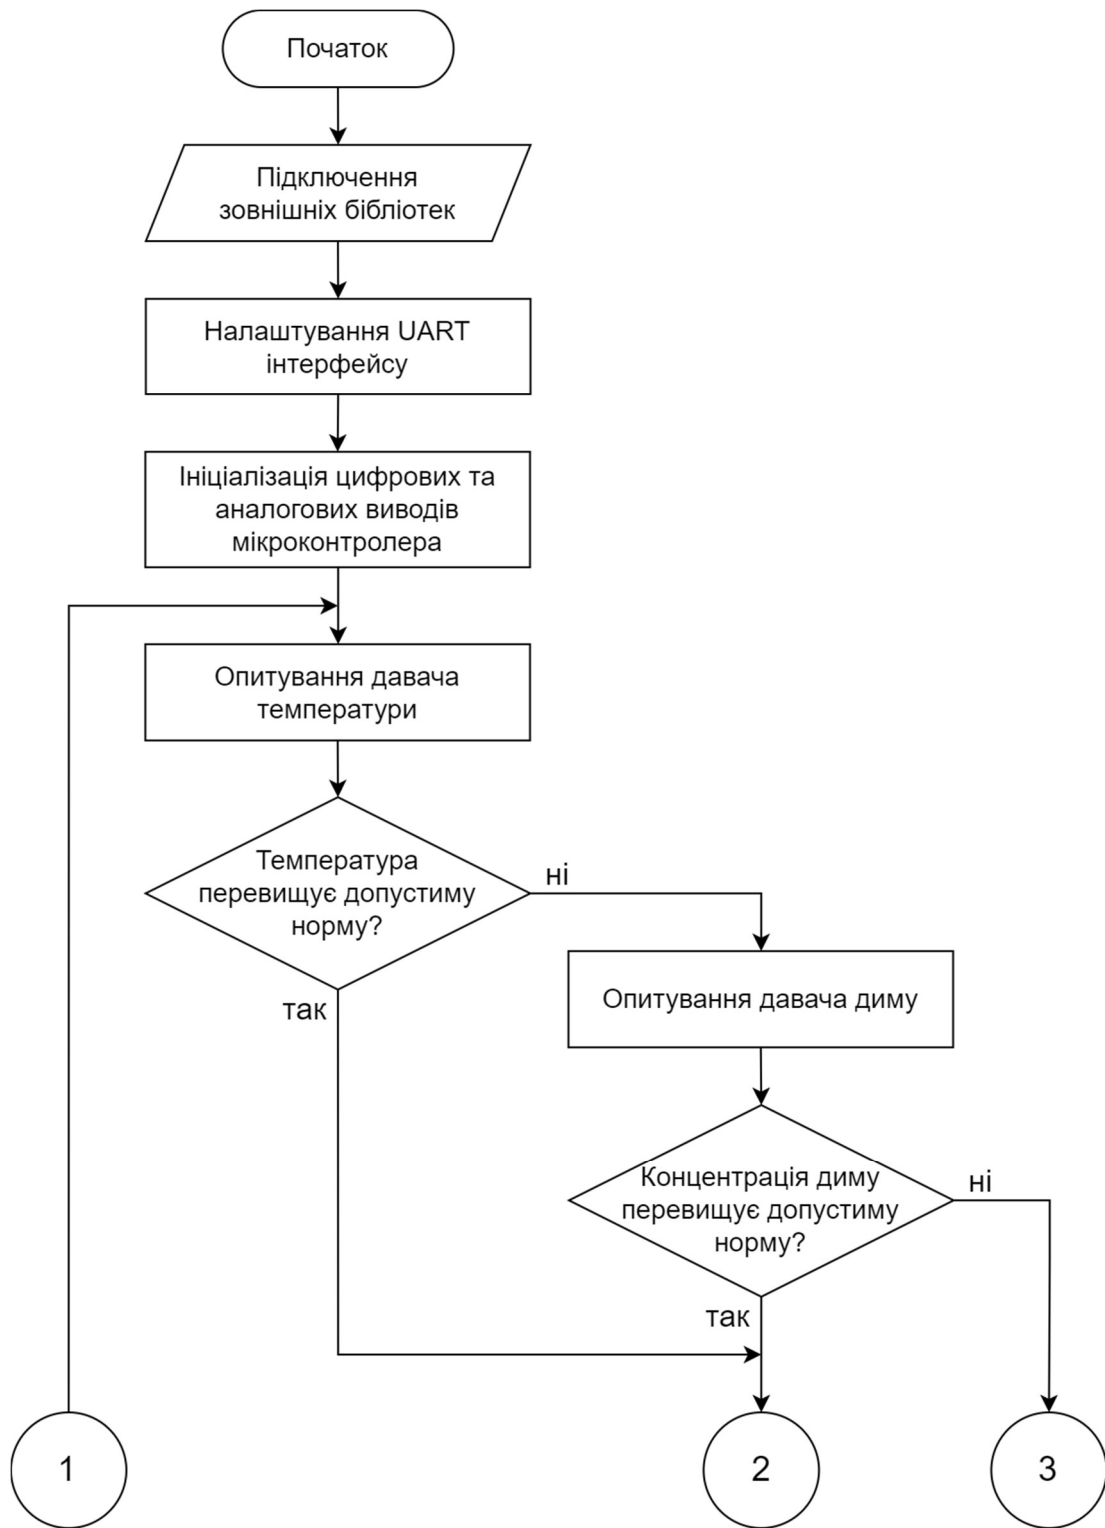 Початок
Підключення
зовнішніх бібліотек
Налаштування UART
інтерфейсу
Ініціалізація цифрових та
аналогових виводів
мікроконтролера
Опитування давача
температури
Температура
перевищує допустиму
норму?
ні
так
Опитування давача диму
Концентрація диму
перевищує допустиму
норму?
ні
так
1
2
3